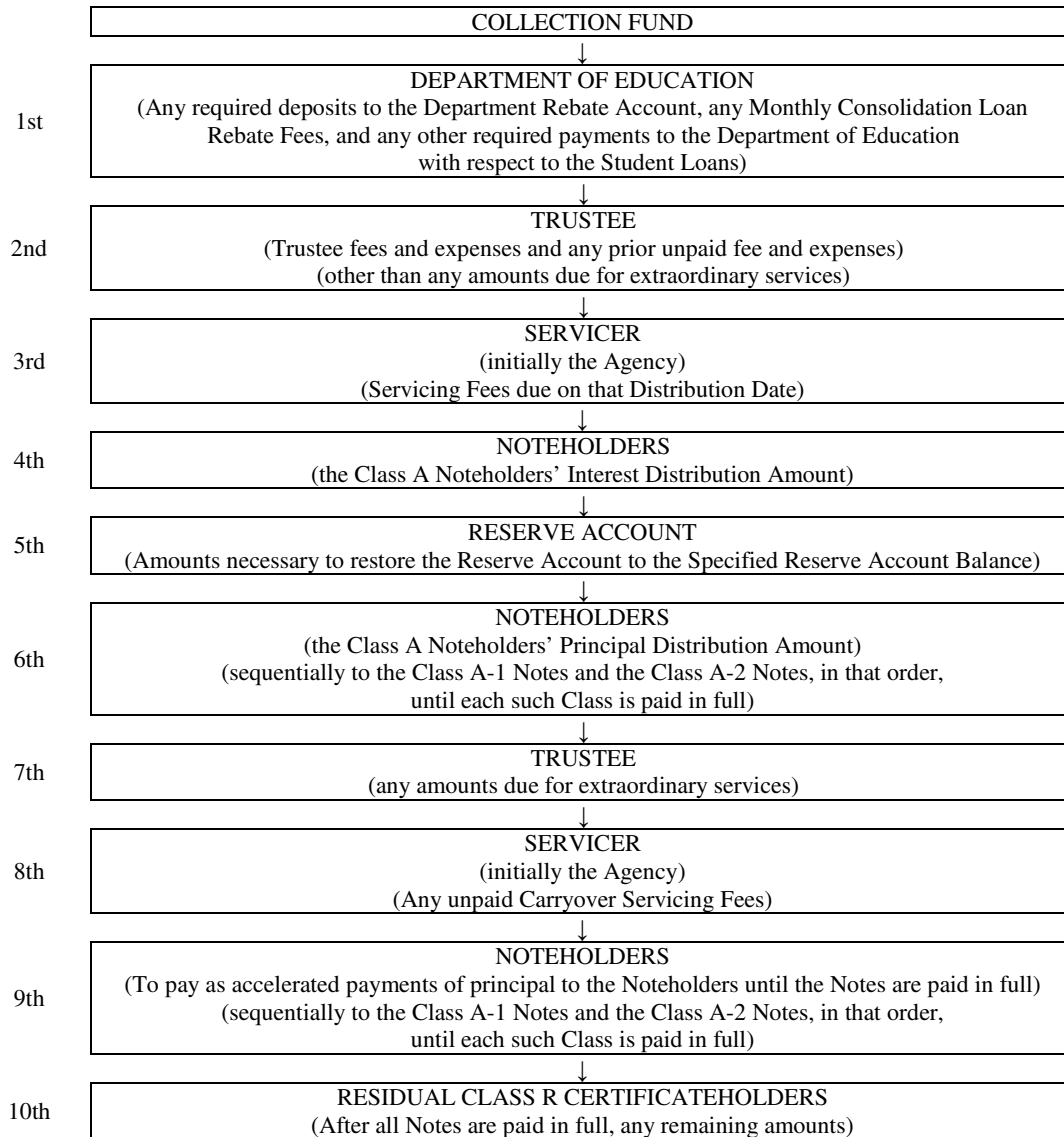 COLLECTION FUND
↓
1st
DEPARTMENT OF EDUCATION
(Any required deposits to the Department Rebate Account, any Monthly Consolidation Loan
Rebate Fees, and any other required payments to the Department of Education
with respect to the Student Loans)
↓
2nd
TRUSTEE
(Trustee fees and expenses and any prior unpaid fee and expenses)
(other than any amounts due for extraordinary services)
↓
3rd
SERVICER
(initially the Agency)
(Servicing Fees due on that Distribution Date)
↓
4th
NOTEHOLDERS
(the Class A Noteholders’ Interest Distribution Amount)
↓
5th
RESERVE ACCOUNT
(Amounts necessary to restore the Reserve Account to the Specified Reserve Account Balance)
↓
6th
NOTEHOLDERS
(the Class A Noteholders’ Principal Distribution Amount)
(sequentially to the Class A-1 Notes and the Class A-2 Notes, in that order,
until each such Class is paid in full)
↓
7th
TRUSTEE
(any amounts due for extraordinary services)
↓
8th
SERVICER
(initially the Agency)
(Any unpaid Carryover Servicing Fees)
↓
9th
NOTEHOLDERS
(To pay as accelerated payments of principal to the Noteholders until the Notes are paid in full)
(sequentially to the Class A-1 Notes and the Class A-2 Notes, in that order,
until each such Class is paid in full)
↓
10th
RESIDUAL CLASS R CERTIFICATEHOLDERS
(After all Notes are paid in full, any remaining amounts)